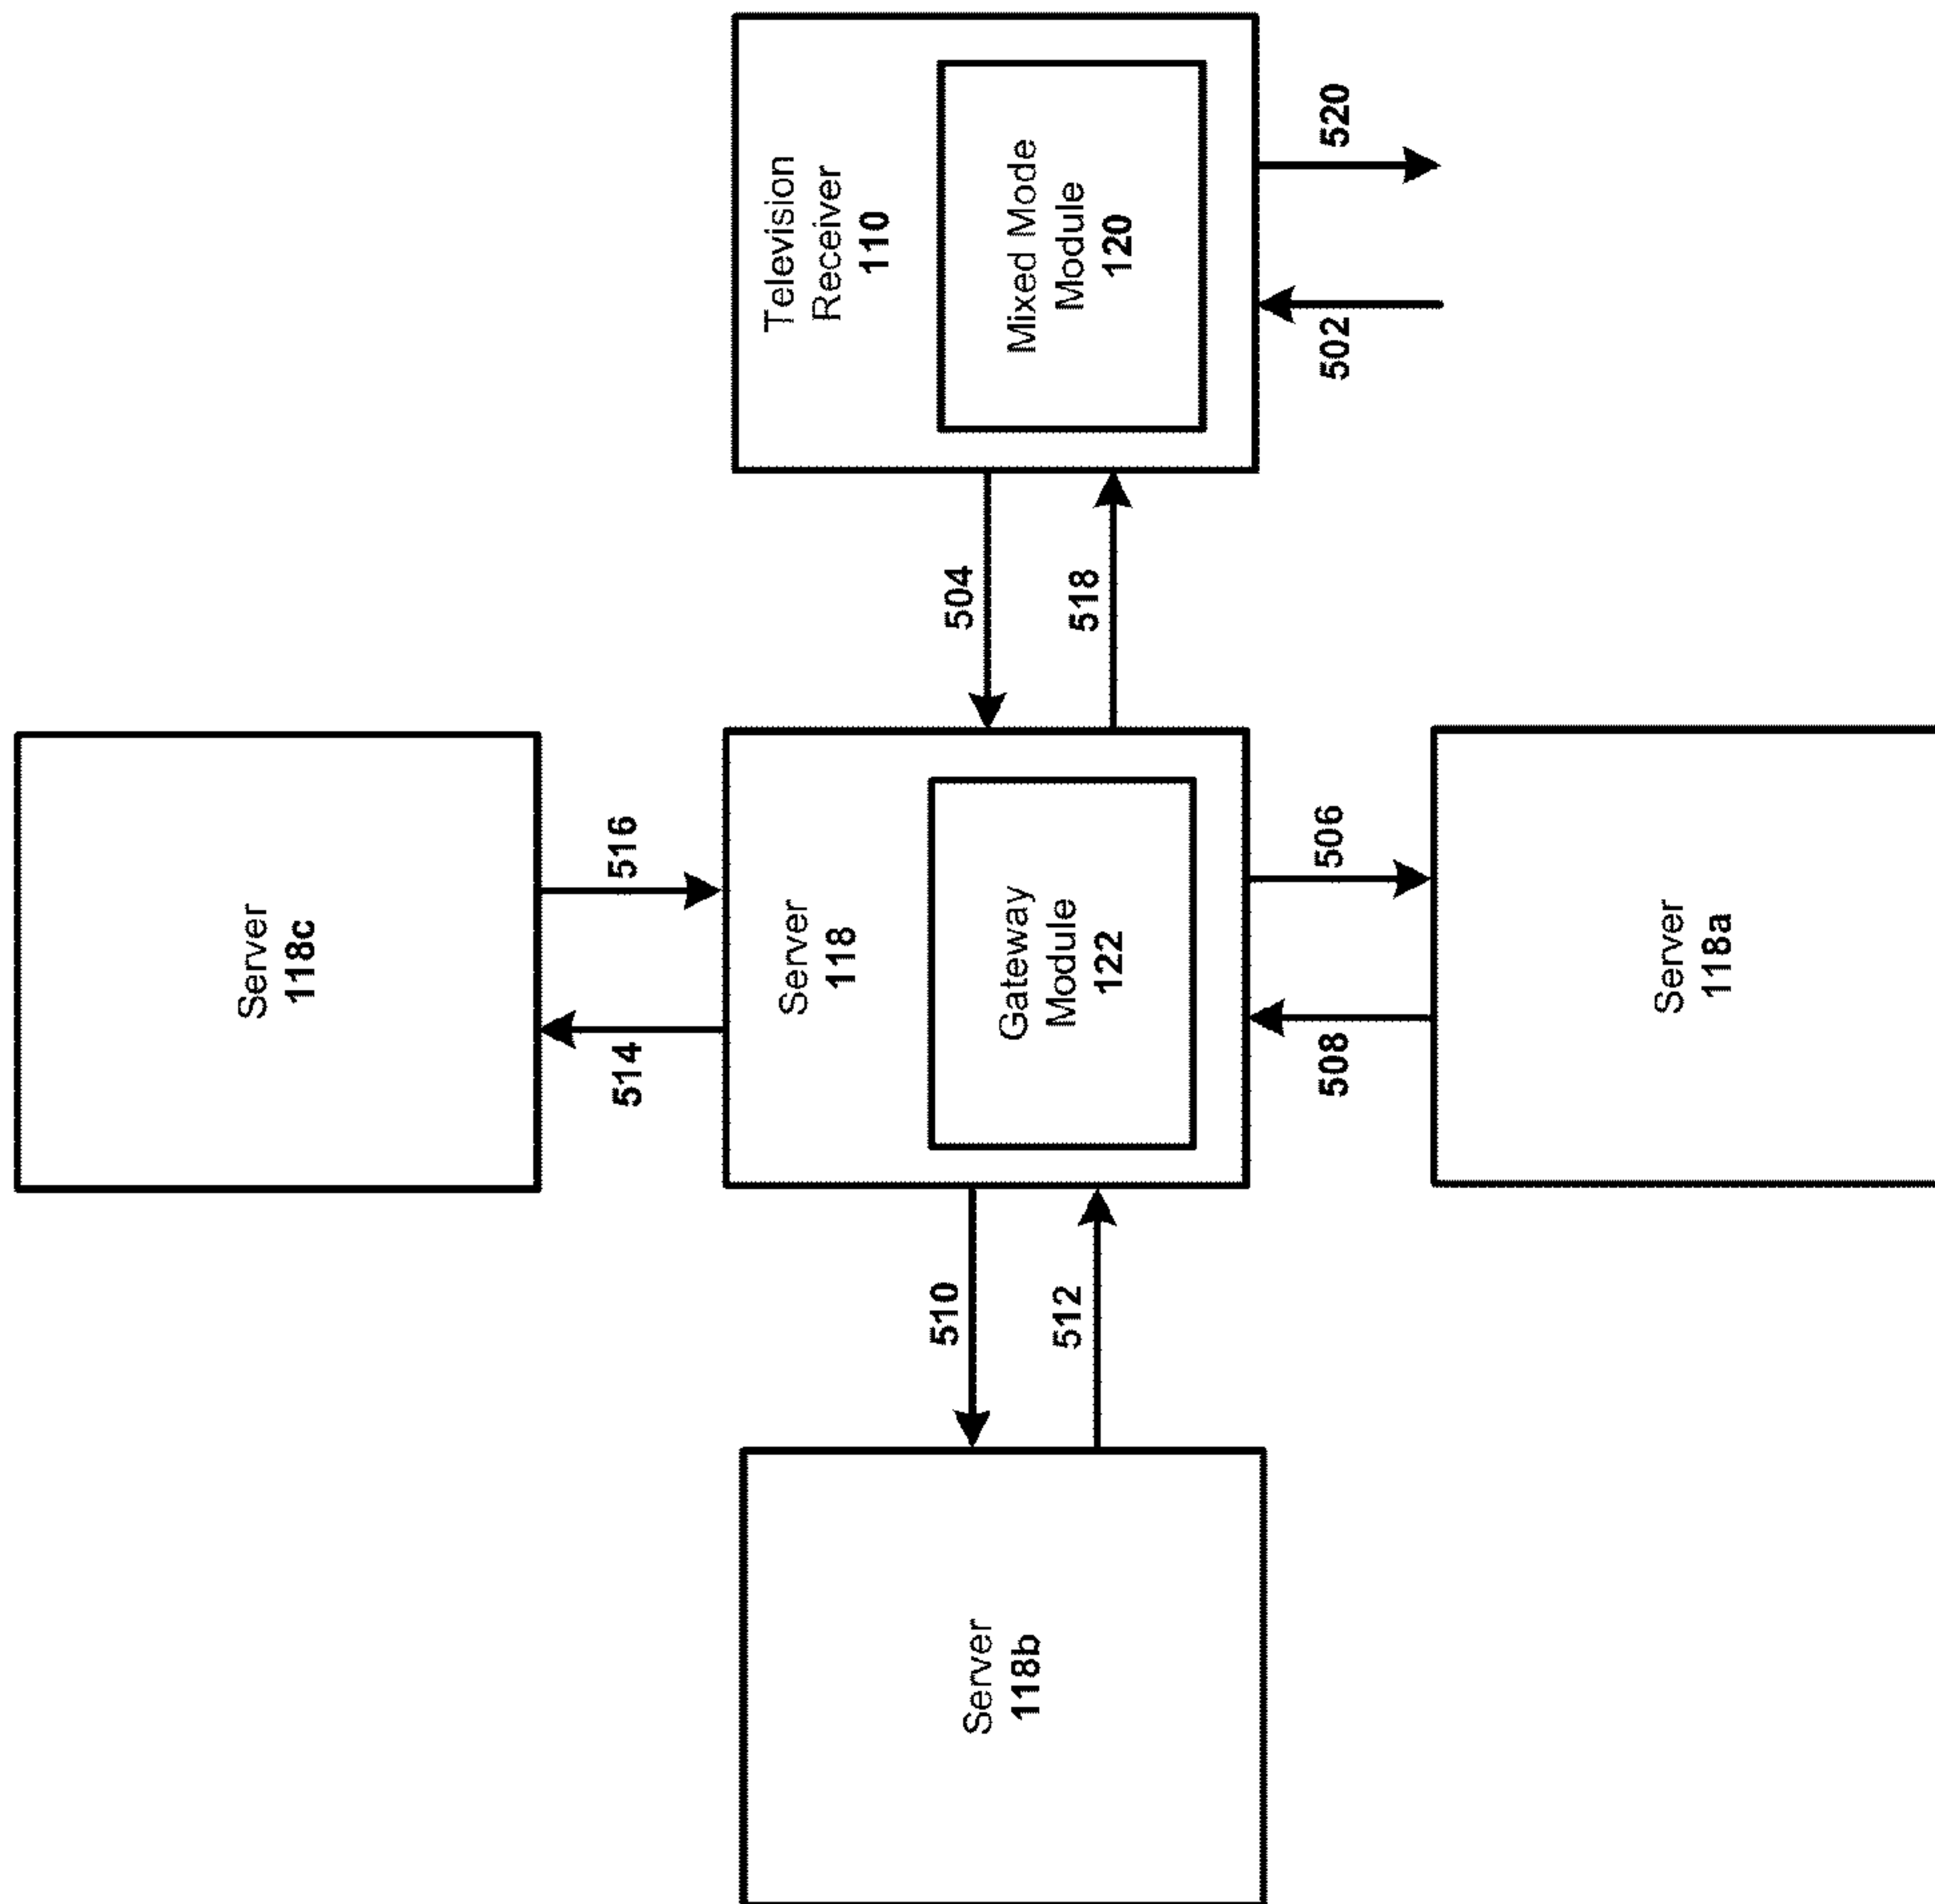 Television
Receiver
110
Mixed Mode
Module
120
520
502
504
518
Server
118c
516
514
Server
118
Gateway
Module
122
506
508
Server
118a
510
512
Server
118b